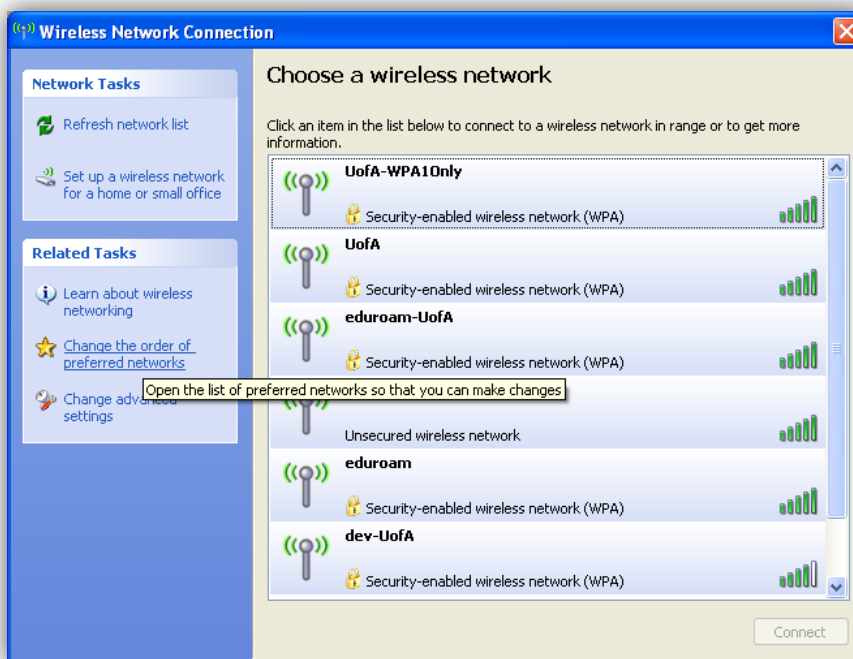 Wireless Network Connection
Network Tasks
Refresh network list
Set up a wireless network
for a home or small office
Related Tasks
Learn about wireless
networking
Change the order of
preferred networks
Change advanced
settings
Open the list of preferred networks so that you can make changes
Choose a wireless network
Click an item in the list below to connect to a wireless network in range or to get more
information.
UofA-WPA1Only
Security-enabled wireless network (WPA)
UofA
Security-enabled wireless network (WPA)
eduroam-UofA
Security-enabled wireless network (WPA)
Unsecured wireless network
eduroam
Security-enabled wireless network (WPA)
dev-UofA
Security-enabled wireless network (WPA)
Connect